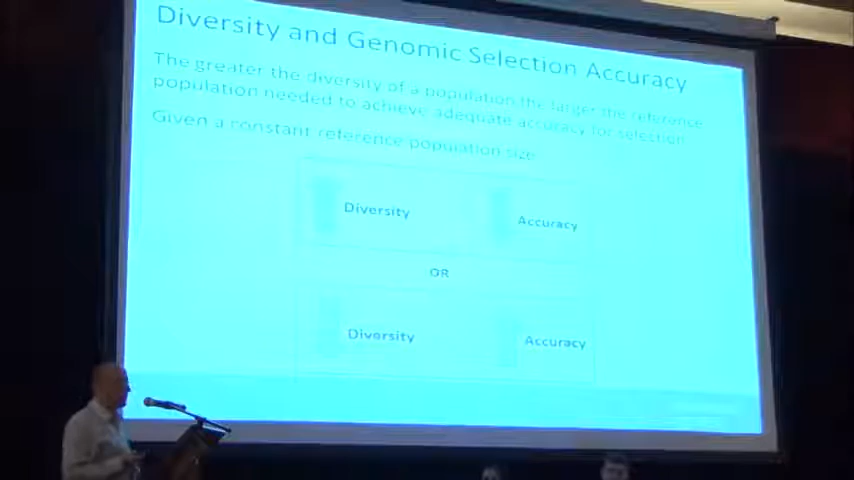 Diversity and Genomic Selection Accuracy
The greater the diversity of a population the larger the reference
population needed to achieve adequate accuracy for selection
Given a constant reference population size
Diversity
Accuracy
OR
Diversity
Accuracy